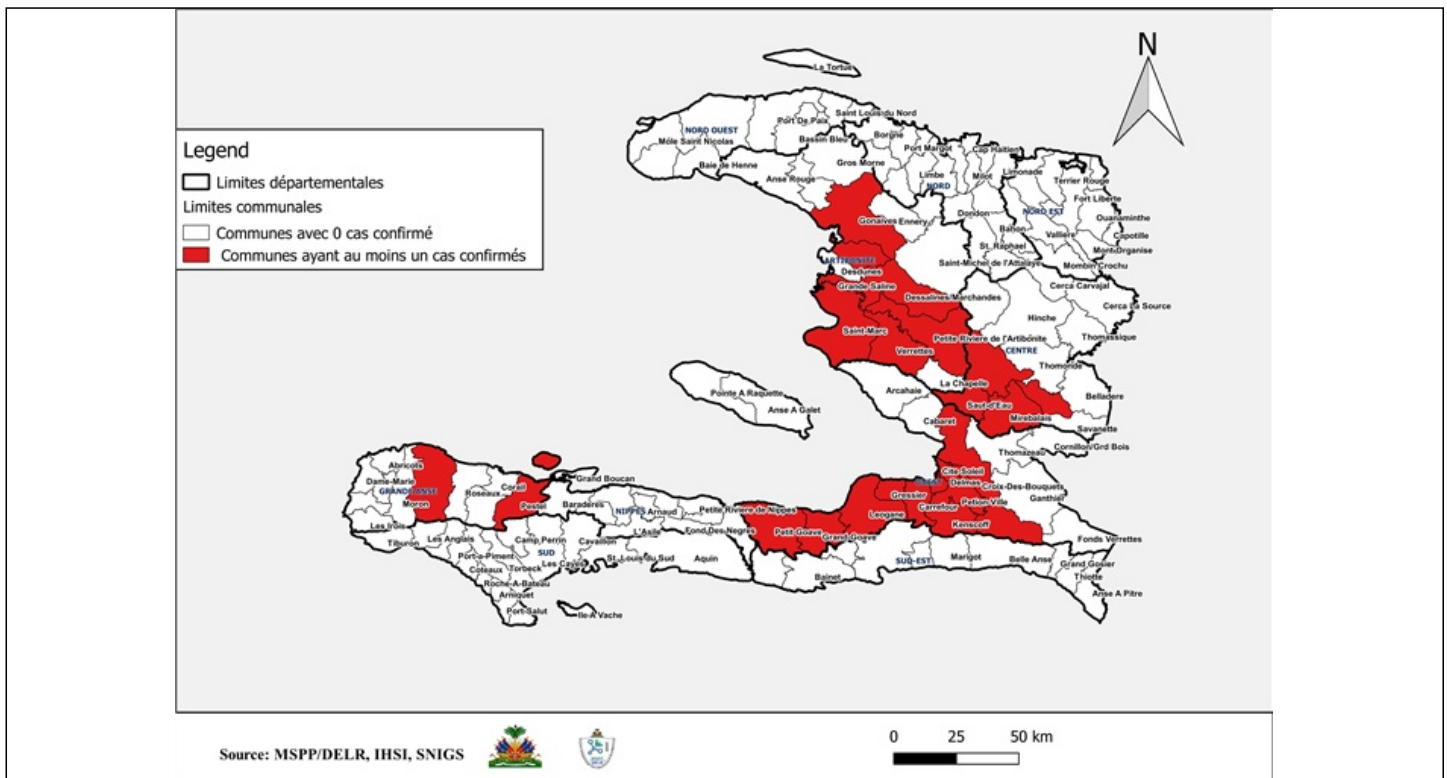 N
La Tortue
Saint Louis du Nord
Port De Paix
NORD OUEST
Môle Saint Nicolas
Bassin Bleu
Borgne
Port Margot
Cap Haïtien
Baie de Henne
Gros Morne
Limbe
Milot
Limonade
Terrier Rouge
Anse Rouge
NORD
Fort Liberte
Gonaïves
Ennery
Dondon
NORD EST
Ouanaminthe
Bahon
Valliere
Capotille
St. Raphael
Mont-Organise
Saint-Michel de l'Attalaye
Mombin Crochu
ARTIBONITE
Desdunes
Grande Saline
Dessalines/Marchandes
Cerca Carvajal
Cerca La Source
Hinche
Saint-Marc
Petite Riviere de l'Artibonite
Thomassique
Verrettes
CENTRE
Thomonde
La Chapelle
Arcahaie
Belladere
Pointe A Raquette
Anse A Galet
Saut-d'Eau
Mirebalais
Cabaret
Savanette
Cornillon/Grd Bois
Thomazeau
Cite Soleil
Delmas
Croix-Des-Bouquets
Ganthier
Gressier
Carrefour
Petion Ville
Leogane
Kenscoff
Fonds Verrettes
Petit Goave
Grand Goave
Abricots
Dame-Marie
GRANDE ANSE
Moron
Roseaux
Corail
Pestel
Grand Boucan
Baraderes
NIPPES
Arnaud
Petite Riviere de Nippes
Les Irois
L'Asile
Fond Des Negres
Tiburon
Les Anglais
Camp Perrin
Cavaillon
Port-a-Piment
SUD
Les Cayes
St. Louis du Sud
Aquin
Coteaux
Torbeck
Roche-A-Bateau
Arniquet
Port-Salut
Ile A Vache
Bainet
SUD-EST
Marigot
Belle Anse
Grand Gosier
Thiotte
Anse A Pitre
Legend
Limites départementales
Limites communales
Communes avec 0 cas confirmé
Communes ayant au moins un cas confirmés
Source: MSPP/DELR, IHSI, SNIGS
0 25 50 km